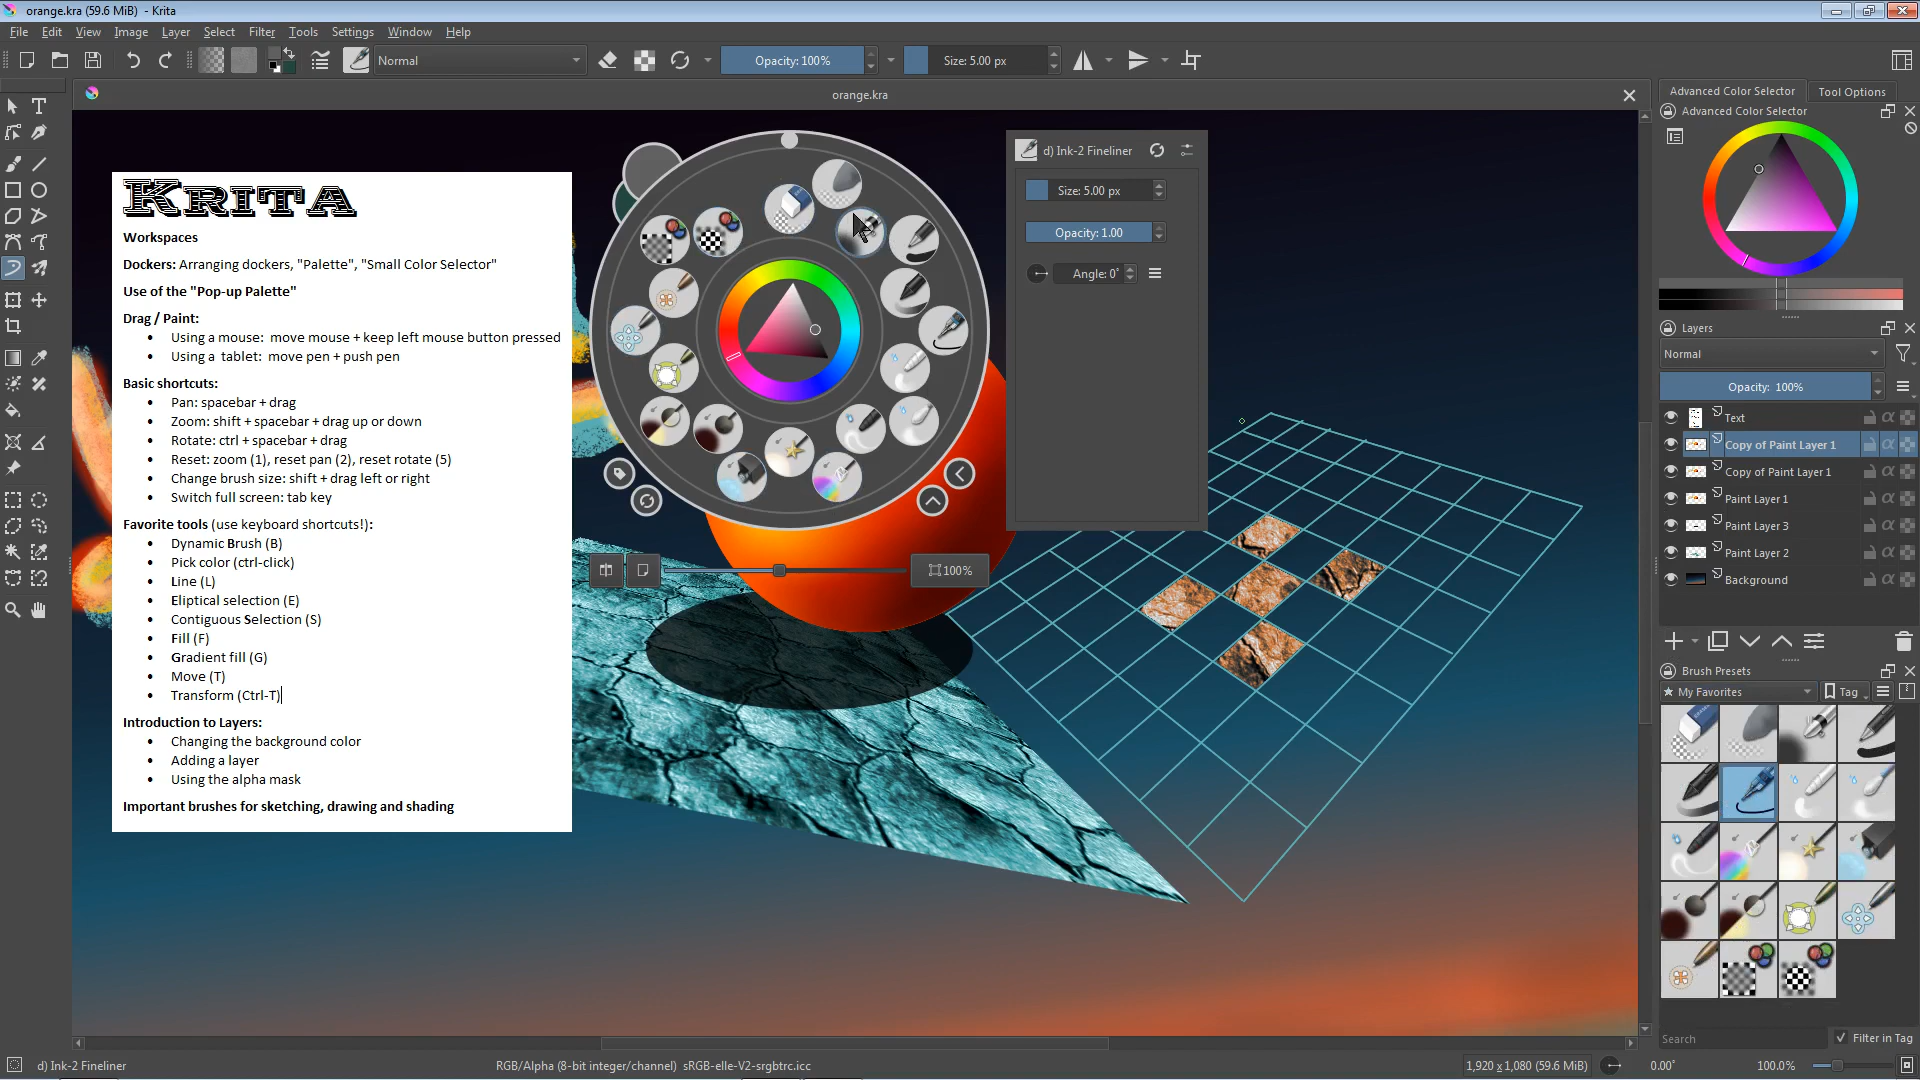 orange.kra (59.6 MiB) - Krita
File Edit View Image Layer Select Filter Tools Settings Window Help
Normal
Opacity: 100%
Size: 5.00 px
orange.kra
KRITA
Workspaces
Dockers: Arranging dockers, "Palette", "Small Color Selector"
Use of the "Pop-up Palette"
Drag / Paint:
• Using a mouse: move mouse + keep left mouse button pressed
• Using a tablet: move pen + push pen
Basic shortcuts:
• Pan: spacebar + drag
• Zoom: shift + spacebar + drag up or down
• Rotate: ctrl + spacebar + drag
• Reset: zoom (1), reset pan (2), reset rotate (5)
• Change brush size: shift + drag left or right
• Switch full screen: tab key
Favorite tools (use keyboard shortcuts!):
• Dynamic Brush (B)
• Pick color (ctrl-click)
• Line (L)
• Eliptical selection (E)
• Contiguous Selection (S)
• Fill (F)
• Gradient fill (G)
• Move (T)
• Transform (Ctrl-T)
Introduction to Layers:
• Changing the background color
• Adding a layer
• Using the alpha mask
Important brushes for sketching, drawing and shading
100%
d) Ink-2 Fineliner
Size: 5.00 px
Opacity: 1.00
Angle: 0°
Advanced Color Selector
Tool Options
Advanced Color Selector
Layers
Normal
Opacity: 100%
Text
Copy of Paint Layer 1
Copy of Paint Layer 1
Paint Layer 1
Paint Layer 3
Paint Layer 2
Background
Brush Presets
My Favorites
Tag
Search
Filter in Tag
d) Ink-2 Fineliner
RGB/Alpha (8-bit integer/channel) sRGB-elle-V2-srgbtrc.icc
1,920 x 1,080 (59.6 MiB)
0.00°
100.0%